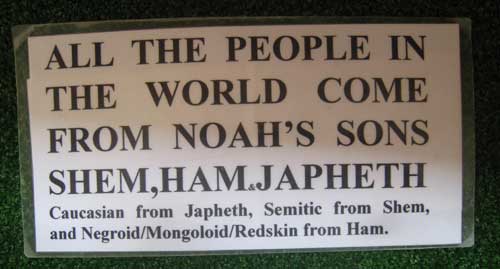 ALL THE PEOPLE IN
THE WORLD COME
FROM NOAH'S SONS
SHEM,HAM&JAPHETH
Caucasian from Japheth, Semitic from Shem,
and Negroid/Mongoloid/Redskin from Ham.